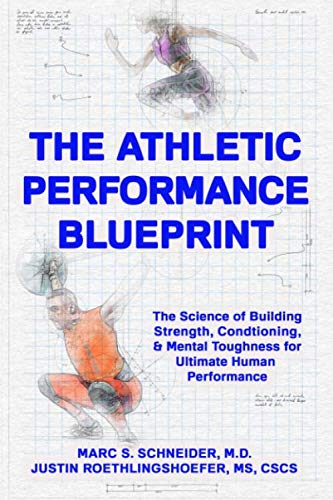 THE ATHLETIC
PERFORMANCE
BLUEPRINT
The Science of Building
Strength, Condtioning,
& Mental Toughness for
Ultimate Human
Performance
MARC S. SCHNEIDER, M.D.
JUSTIN ROETHLINGSHOEFER, MS, CSCS